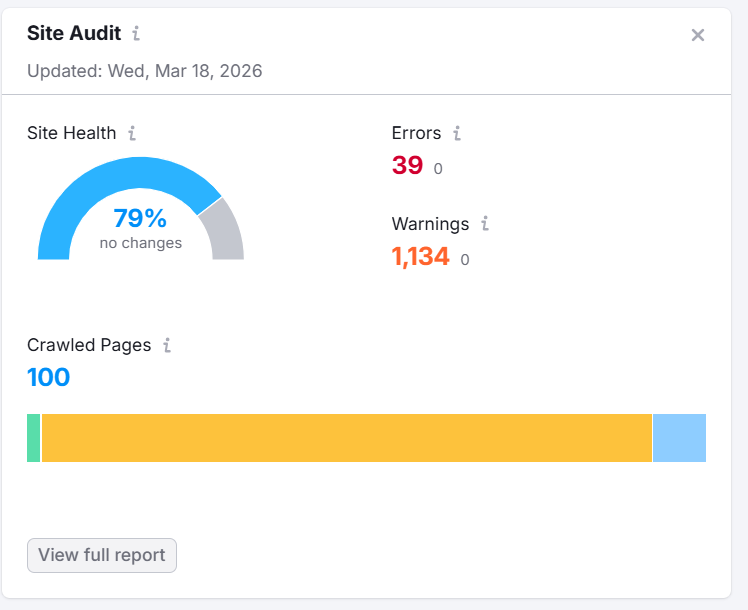 Site Audit i
Updated: Wed, Mar 18, 2026
Site Health i
79%
no changes
Errors i
39 0
Warnings i
1,134 0
Crawled Pages i
100
View full report